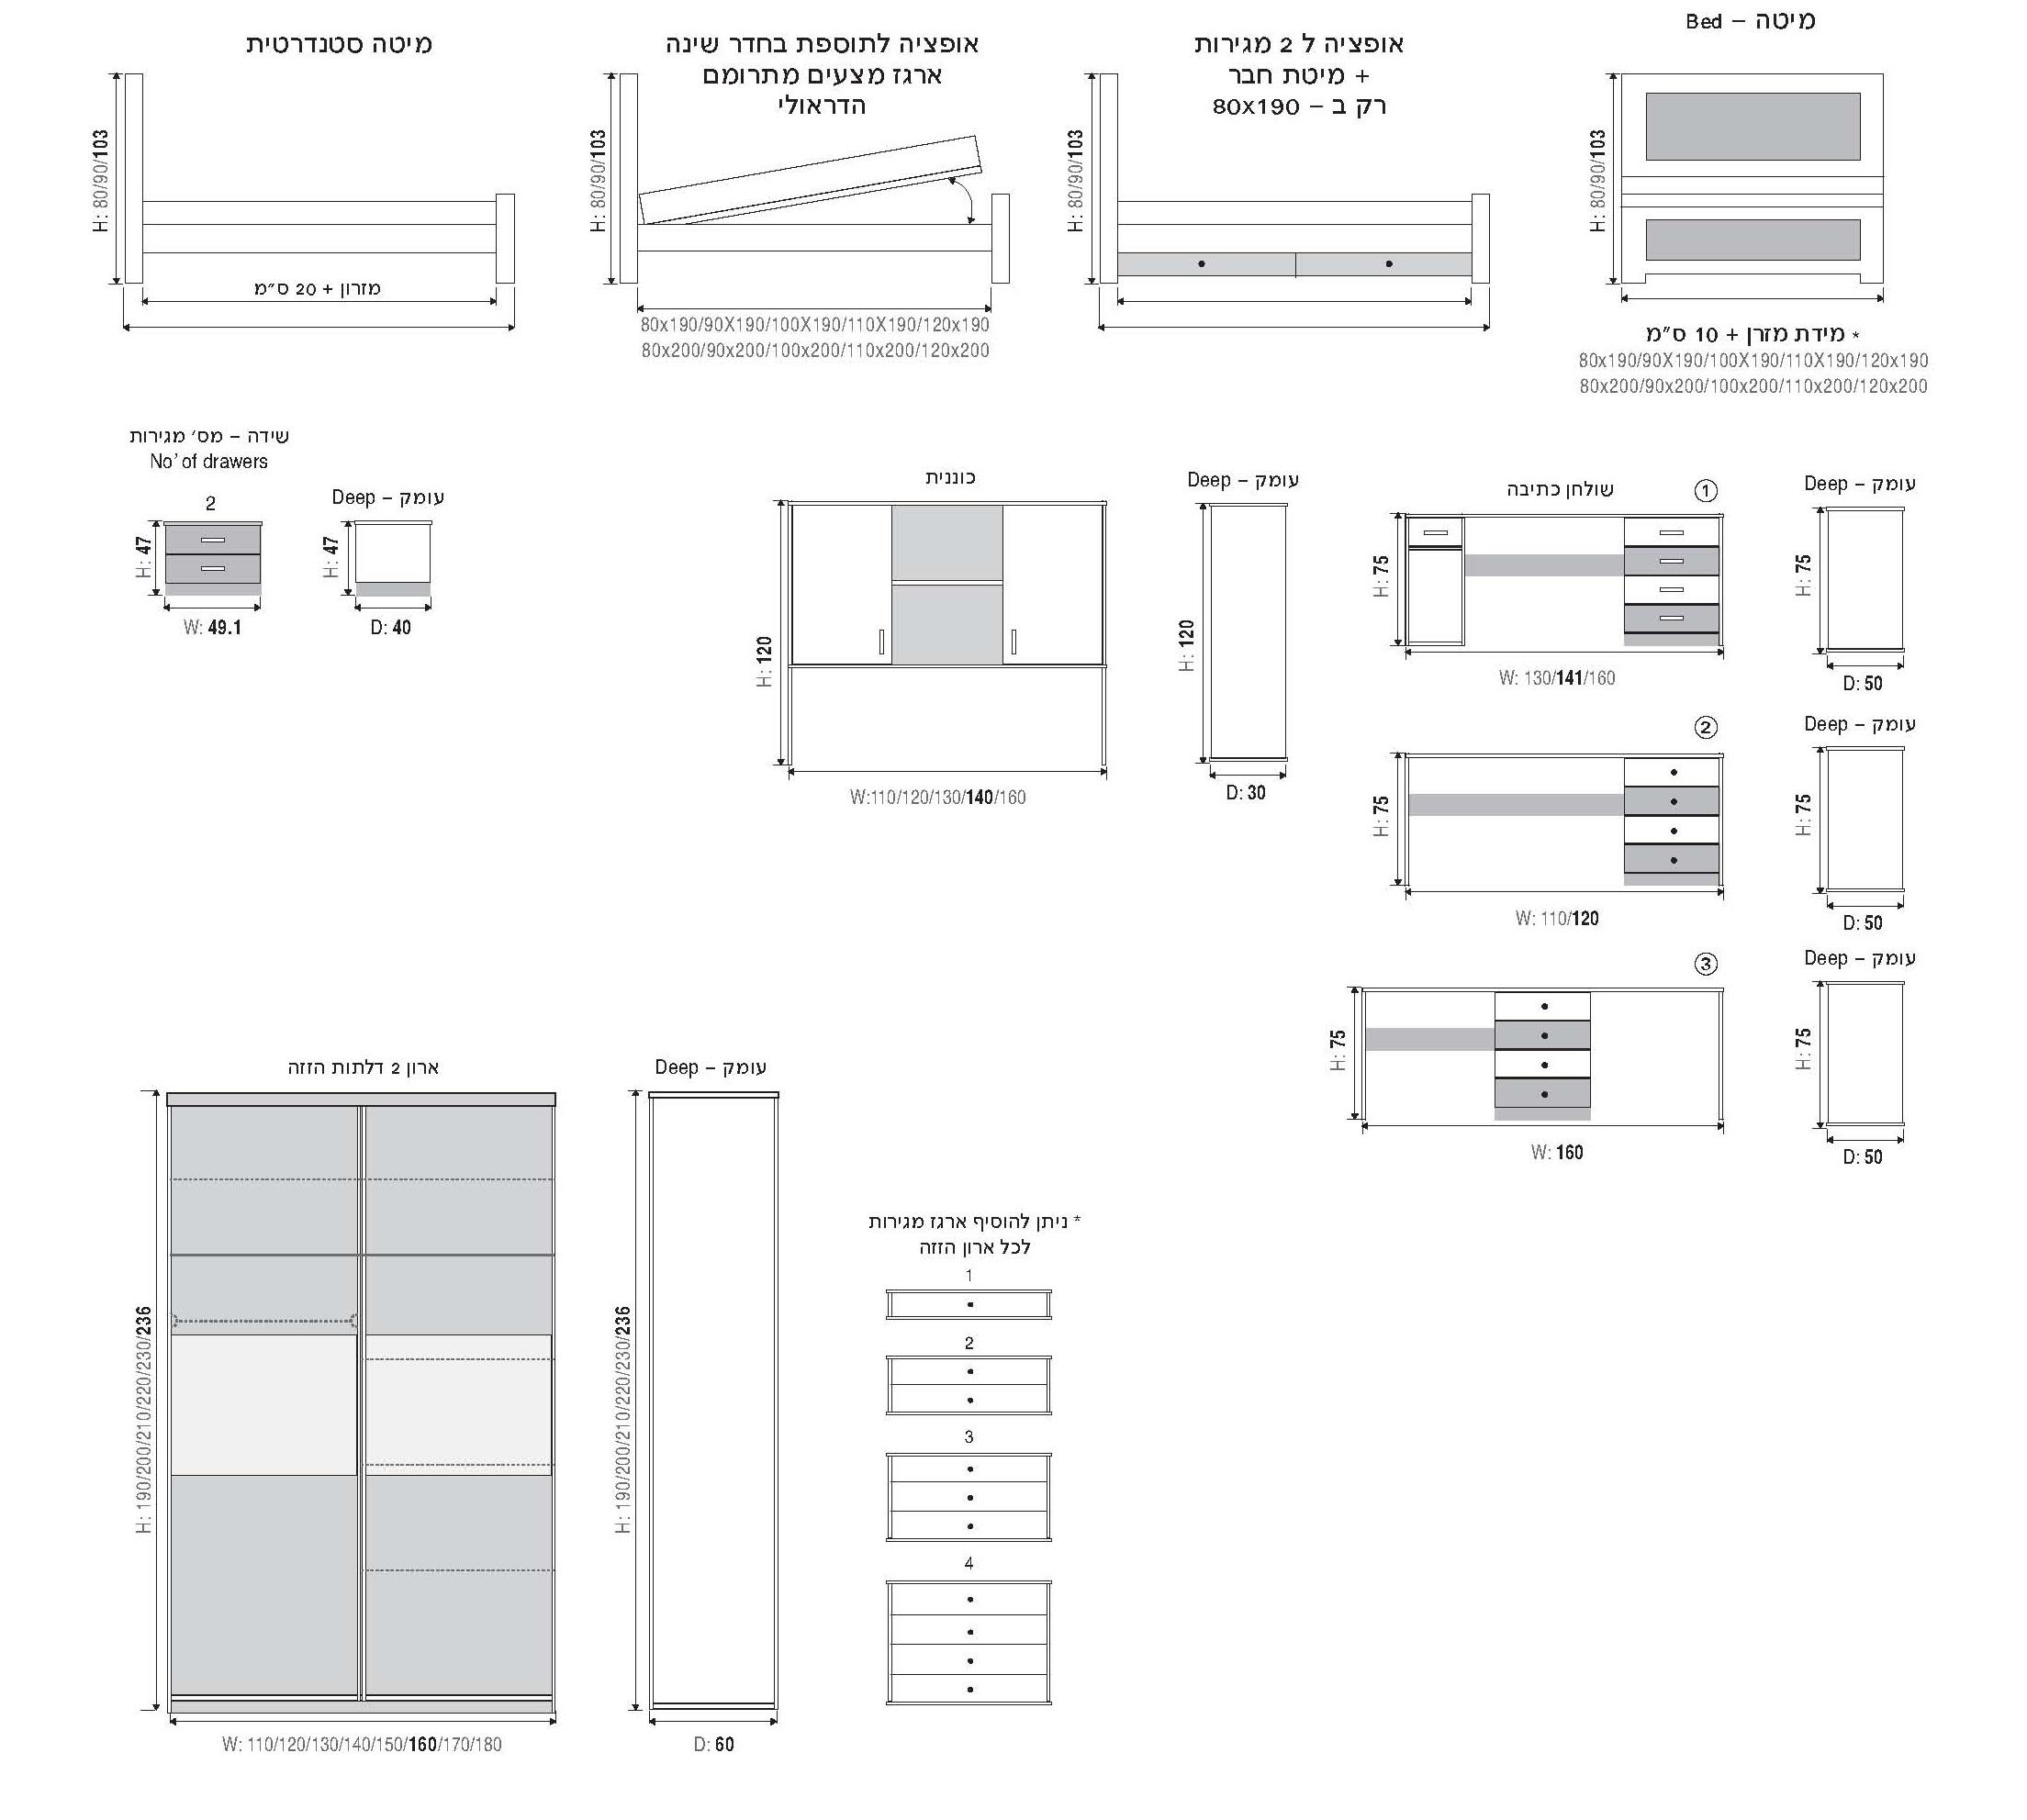 מיטה – Bed
H: 80/90/103
* מידת מזרן + 10 ס"מ
80x190/90X190/100X190/110X190/120x190
80x200/90x200/100x200/110x200/120x200
אופציה ל 2 מגירות
+ מיטת חבר
רק ב – 80x190
H: 80/90/103
אופציה לתוספת בחדר שינה
ארגז מצעים מתרומם
הדראולי
H: 80/90/103
80x190/90X190/100X190/110X190/120x190
80x200/90x200/100x200/110x200/120x200
מיטה סטנדרטית
H: 80/90/103
מזרון + 20 ס"מ
שידה – מס' מגירות
No' of drawers
2
H: 47
W: 49.1
עומק – Deep
H: 47
D: 40
כוננית
H: 120
W:110/120/130/140/160
עומק – Deep
H: 120
D: 30
שולחן כתיבה
1
H: 75
W: 130/141/160
עומק – Deep
H: 75
D: 50
2
H: 75
W: 110/120
עומק – Deep
H: 75
D: 50
3
H: 75
W: 160
עומק – Deep
H: 75
D: 50
ארון 2 דלתות הזזה
H: 190/200/210/220/230/236
W: 110/120/130/140/150/160/170/180
עומק – Deep
H: 190/200/210/220/230/236
D: 60
* ניתן להוסיף ארגז מגירות
לכל ארון הזזה
1
2
3
4